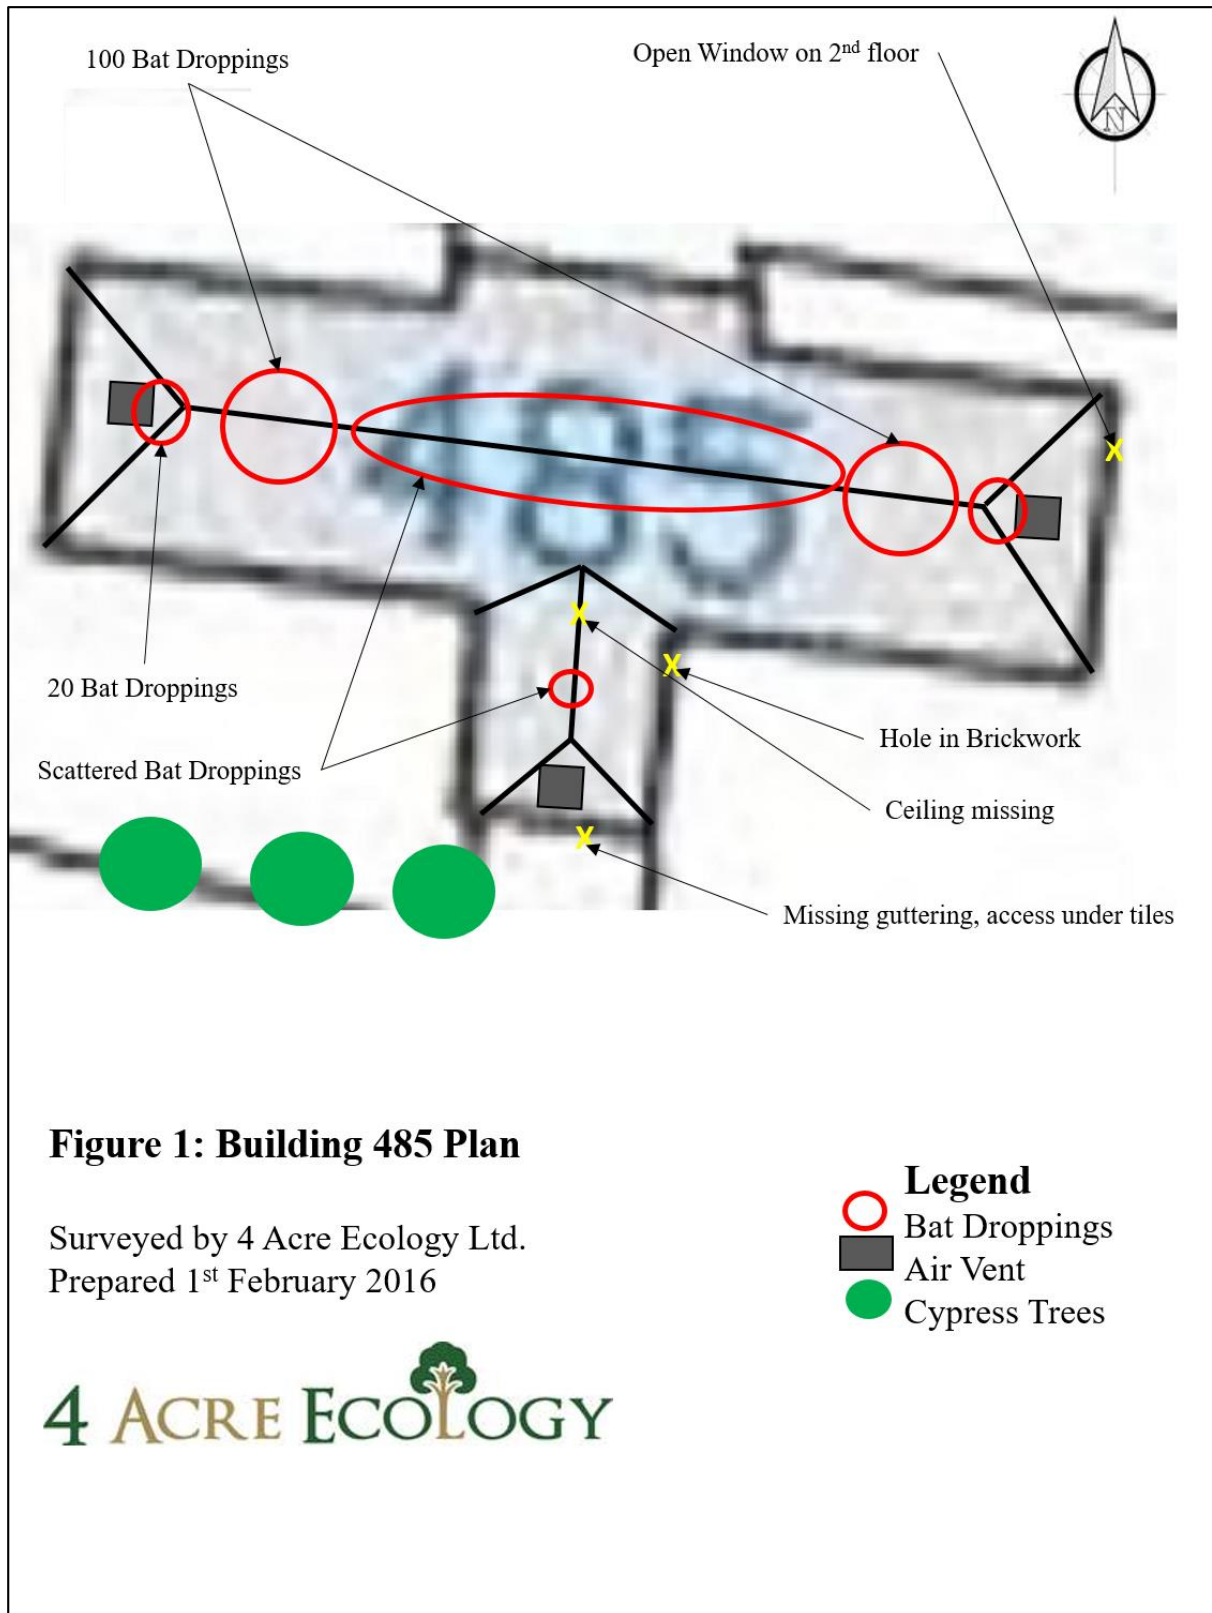 100 Bat Droppings
Open Window on 2nd floor
N
485
20 Bat Droppings
X
X
X
X
Scattered Bat Droppings
Hole in Brickwork
Ceiling missing
Missing guttering, access under tiles
Figure 1: Building 485 Plan
Surveyed by 4 Acre Ecology Ltd.
Prepared 1st February 2016
Legend
Bat Droppings
Air Vent
Cypress Trees
4 ACRE ECOLOGY